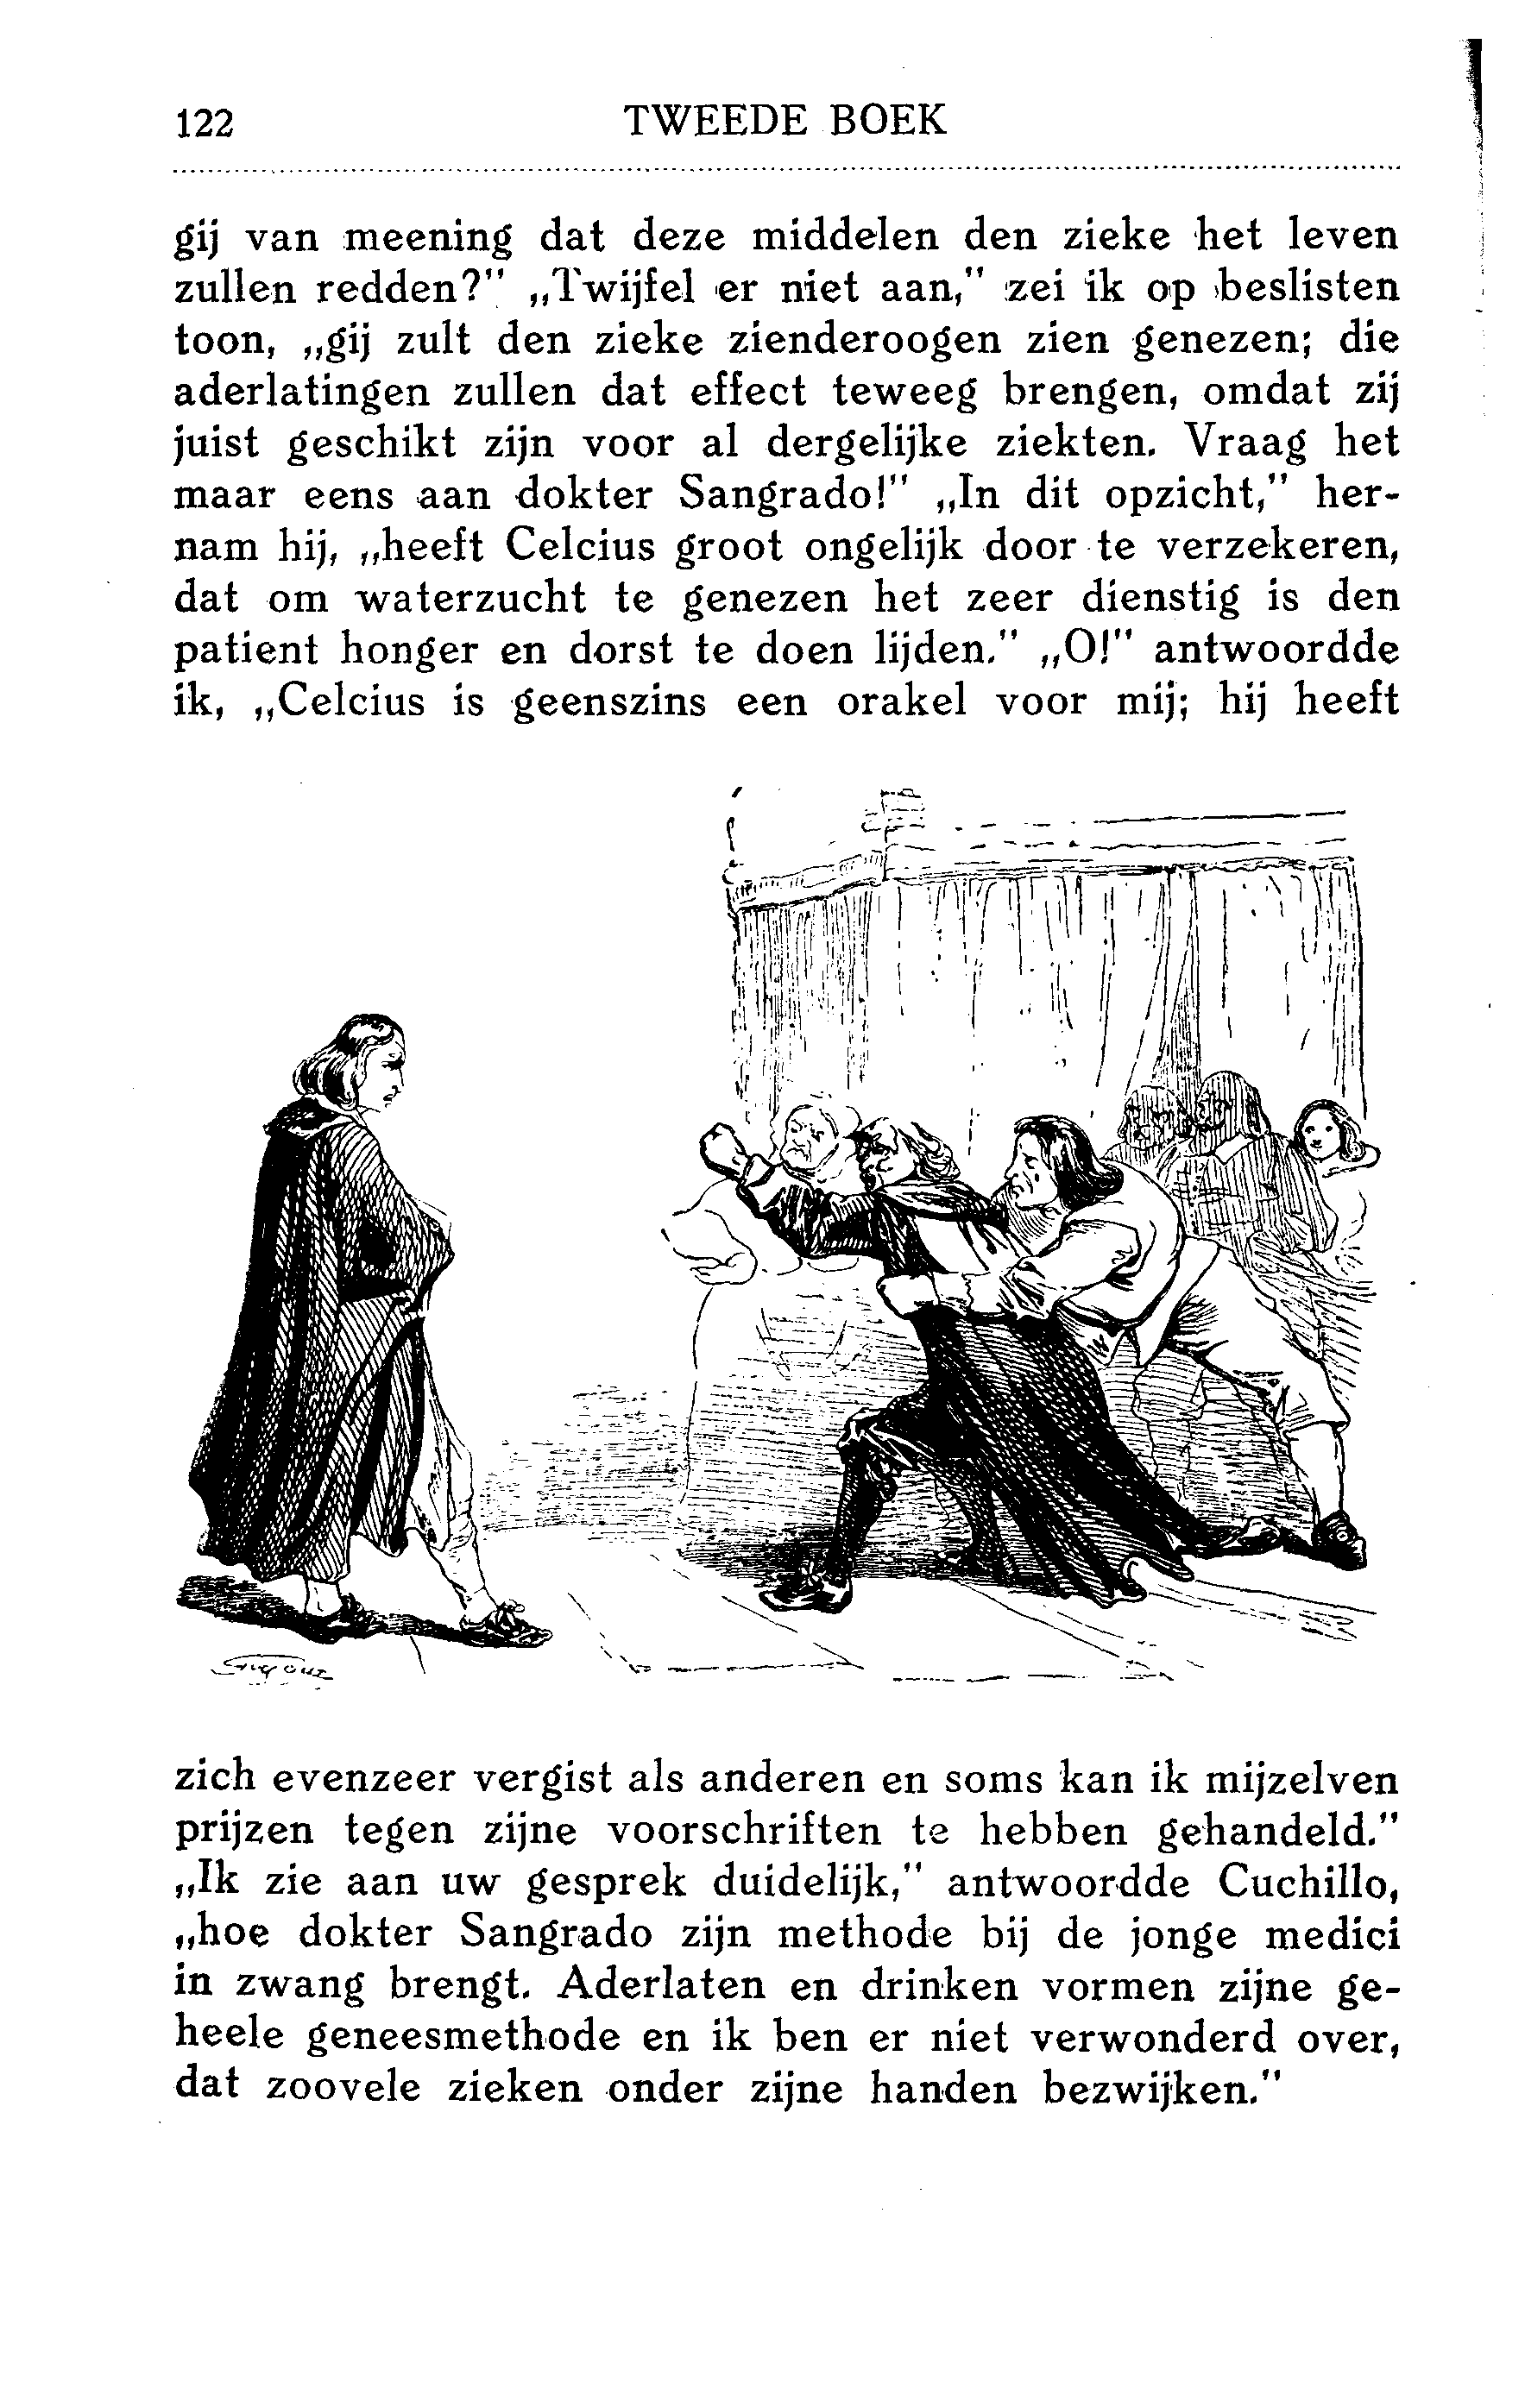 122 TWEEDE BOEK
gij van meening dat deze middelen den zieke het leven
zullen redden?" „Twijfel er niet aan," zei ik op beslisten
toon, „gij zult den zieke zienderoogen zien genezen; die
aderlatingen zullen dat effect teweeg brengen, omdat zij
juist geschikt zijn voor al dergelijke ziekten. Vraag het
maar eens aan dokter Sangrado!" „In dit opzicht," her-
nam hij, „heeft Celcius groot ongelijk door te verzekeren,
dat om waterzucht te genezen het zeer dienstig is den
patient honger en dorst te doen lijden." „O!" antwoordde
ik, „Celcius is geenszins een orakel voor mij; hij heeft
zich evenzeer vergist als anderen en soms kan ik mijzelven
prijzen tegen zijne voorschriften te hebben gehandeld."
„Ik zie aan uw gesprek duidelijk," antwoordde Cuchillo,
„hoe dokter Sangrado zijn methode bij de jonge medici
in zwang brengt. Aderlaten en drinken vormen zijne ge-
heele geneesmethode en ik ben er niet verwonderd over,
dat zoovele zieken onder zijne handen bezwijken."